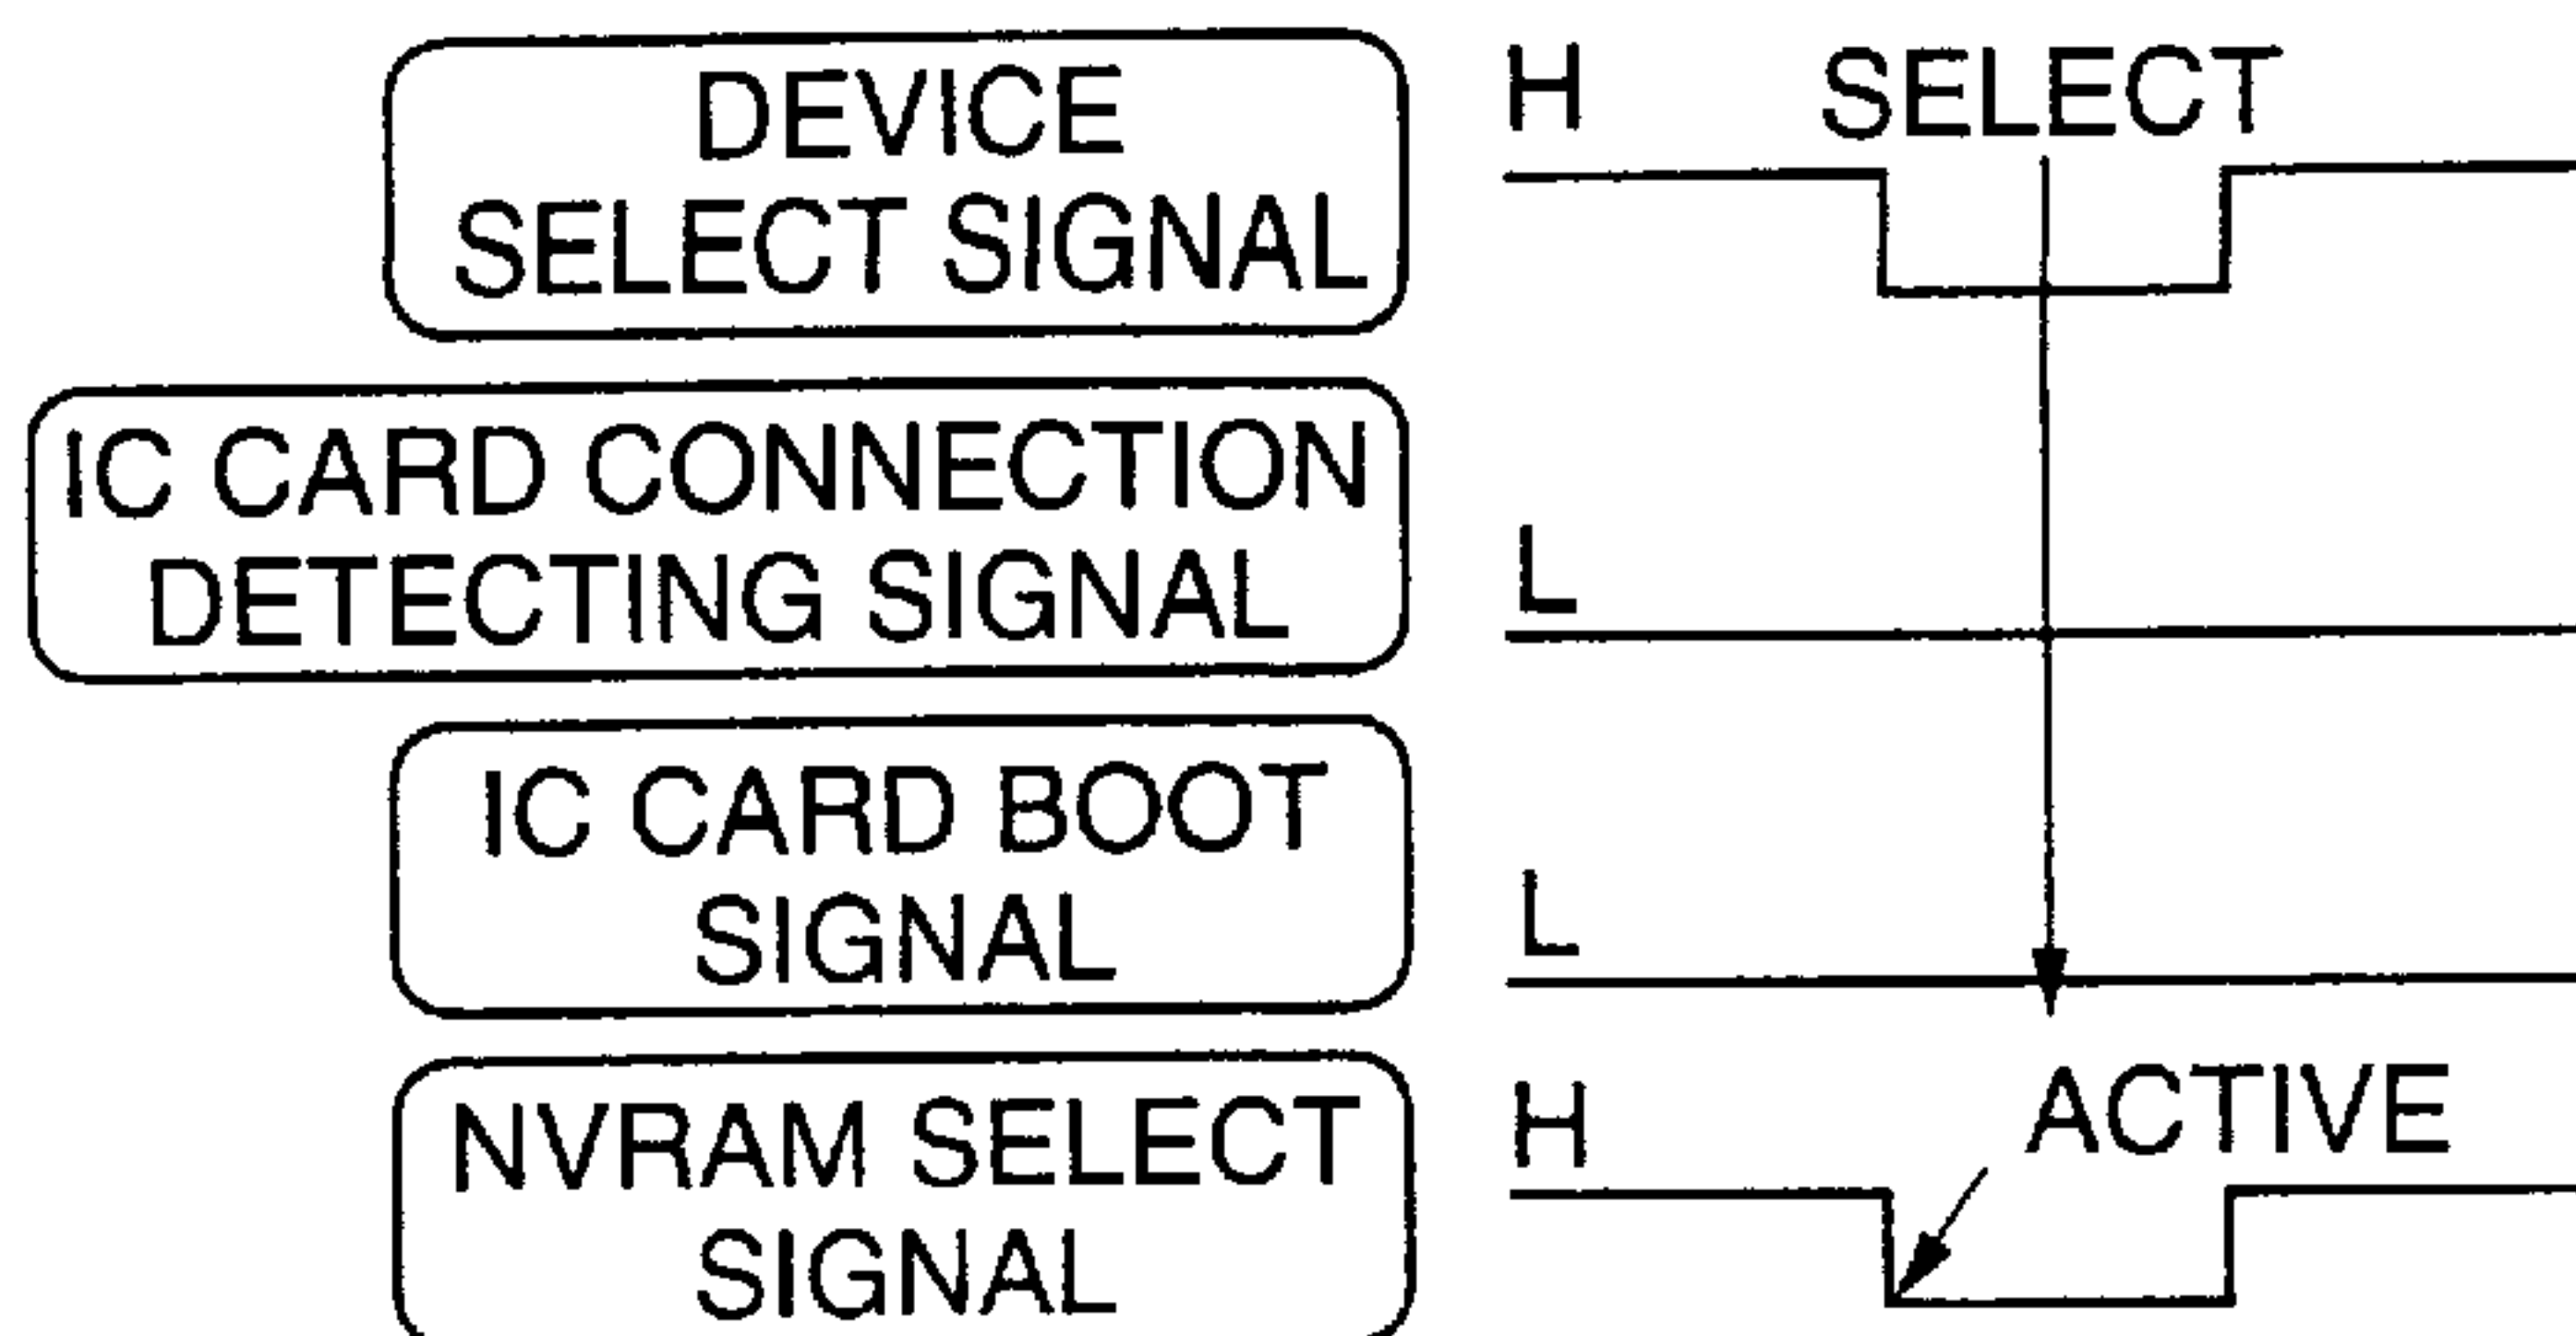 DEVICE
SELECT SIGNAL
H
SELECT
IC CARD CONNECTION
DETECTING SIGNAL
L
IC CARD BOOT
SIGNAL
L
NVRAM SELECT
SIGNAL
H
ACTIVE